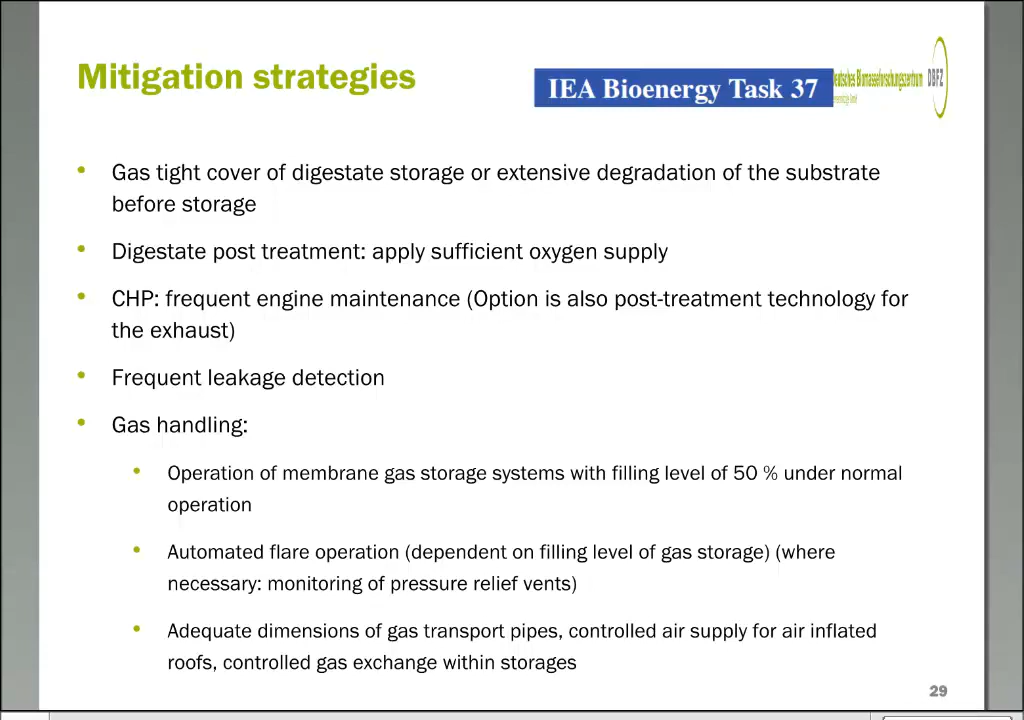 Mitigation strategies
IEA Bioenergy Task 37
eutsches Biomasseforschungszentrum
DBFZ
• Gas tight cover of digestate storage or extensive degradation of the substrate
before storage
• Digestate post treatment: apply sufficient oxygen supply
• CHP: frequent engine maintenance (Option is also post-treatment technology for
the exhaust)
• Frequent leakage detection
• Gas handling:
• Operation of membrane gas storage systems with filling level of 50 % under normal
operation
• Automated flare operation (dependent on filling level of gas storage) (where
necessary: monitoring of pressure relief vents)
• Adequate dimensions of gas transport pipes, controlled air supply for air inflated
roofs, controlled gas exchange within storages
29